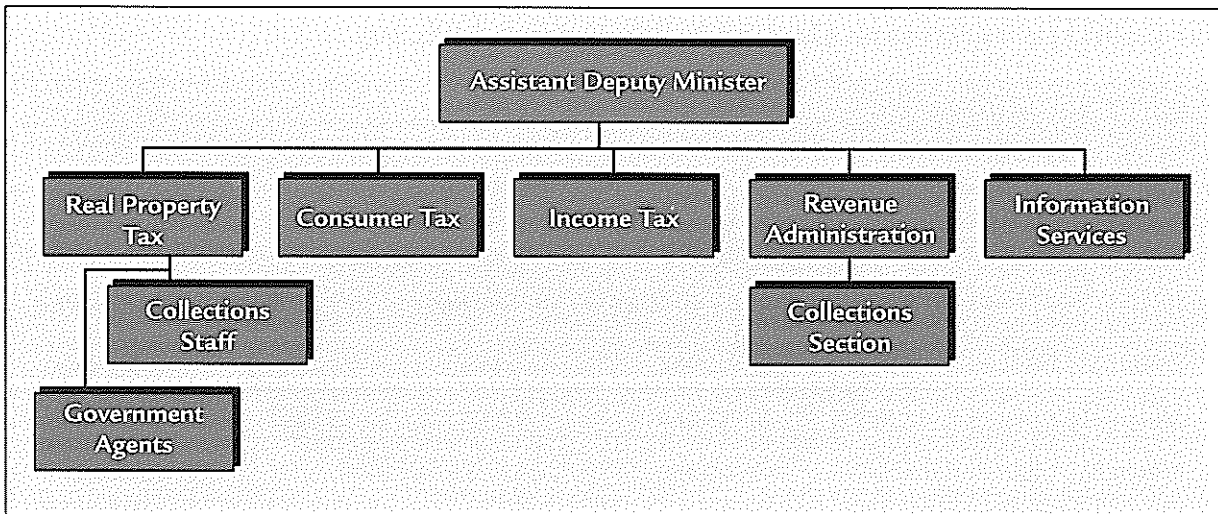 Assistant Deputy Minister
Real Property
Tax
Consumer Tax
Income Tax
Revenue
Administration
Information
Services
Collections
Staff
Collections
Section
Government
Agents